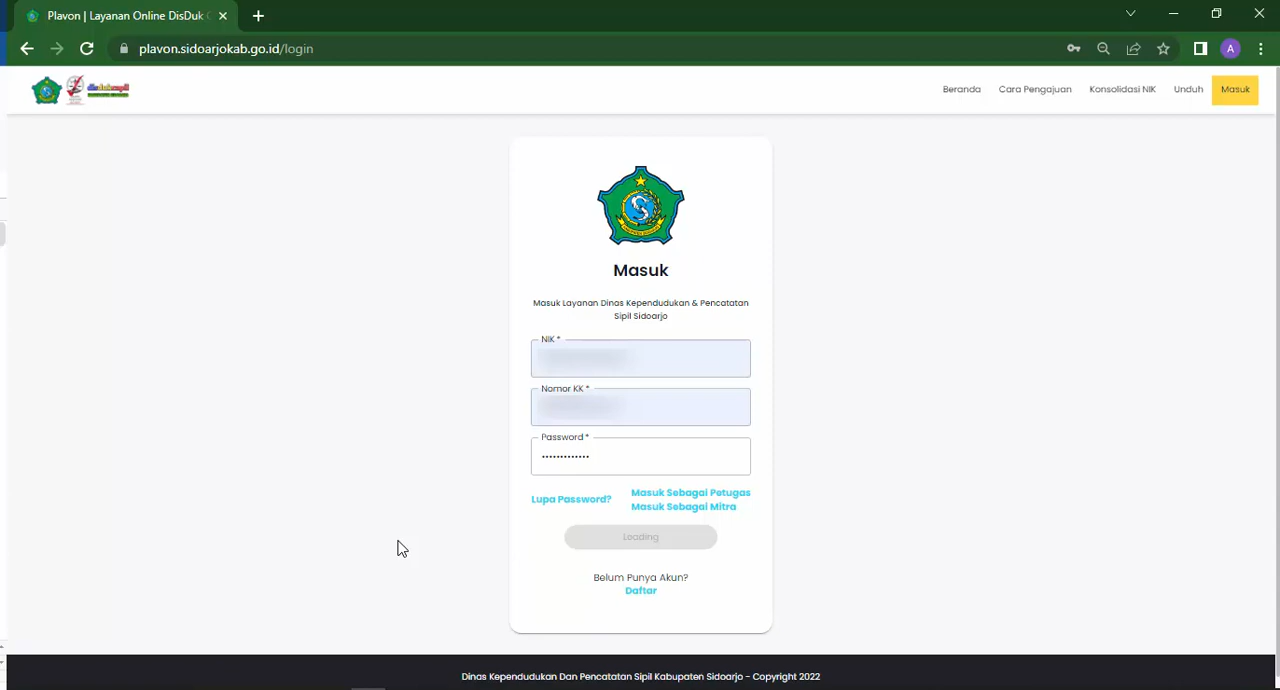 Plavon | Layanan Online DisDuk
plavon.sidoarjokab.go.id/login
A
Beranda
Cara Pengajuan
Konsolidasi NIK
Unduh
Masuk
Masuk
Masuk Layanan Dinas Kependudukan & Pencatatan
Sipil Sidoarjo
NIK *
Nomor KK *
Password *
•••••••••••••
Lupa Password?
Masuk Sebagai Petugas
Masuk Sebagai Mitra
Loading
Belum Punya Akun?
Daftar
Dinas Kependudukan Dan Pencatatan Sipil Kabupaten Sidoarjo - Copyright 2022